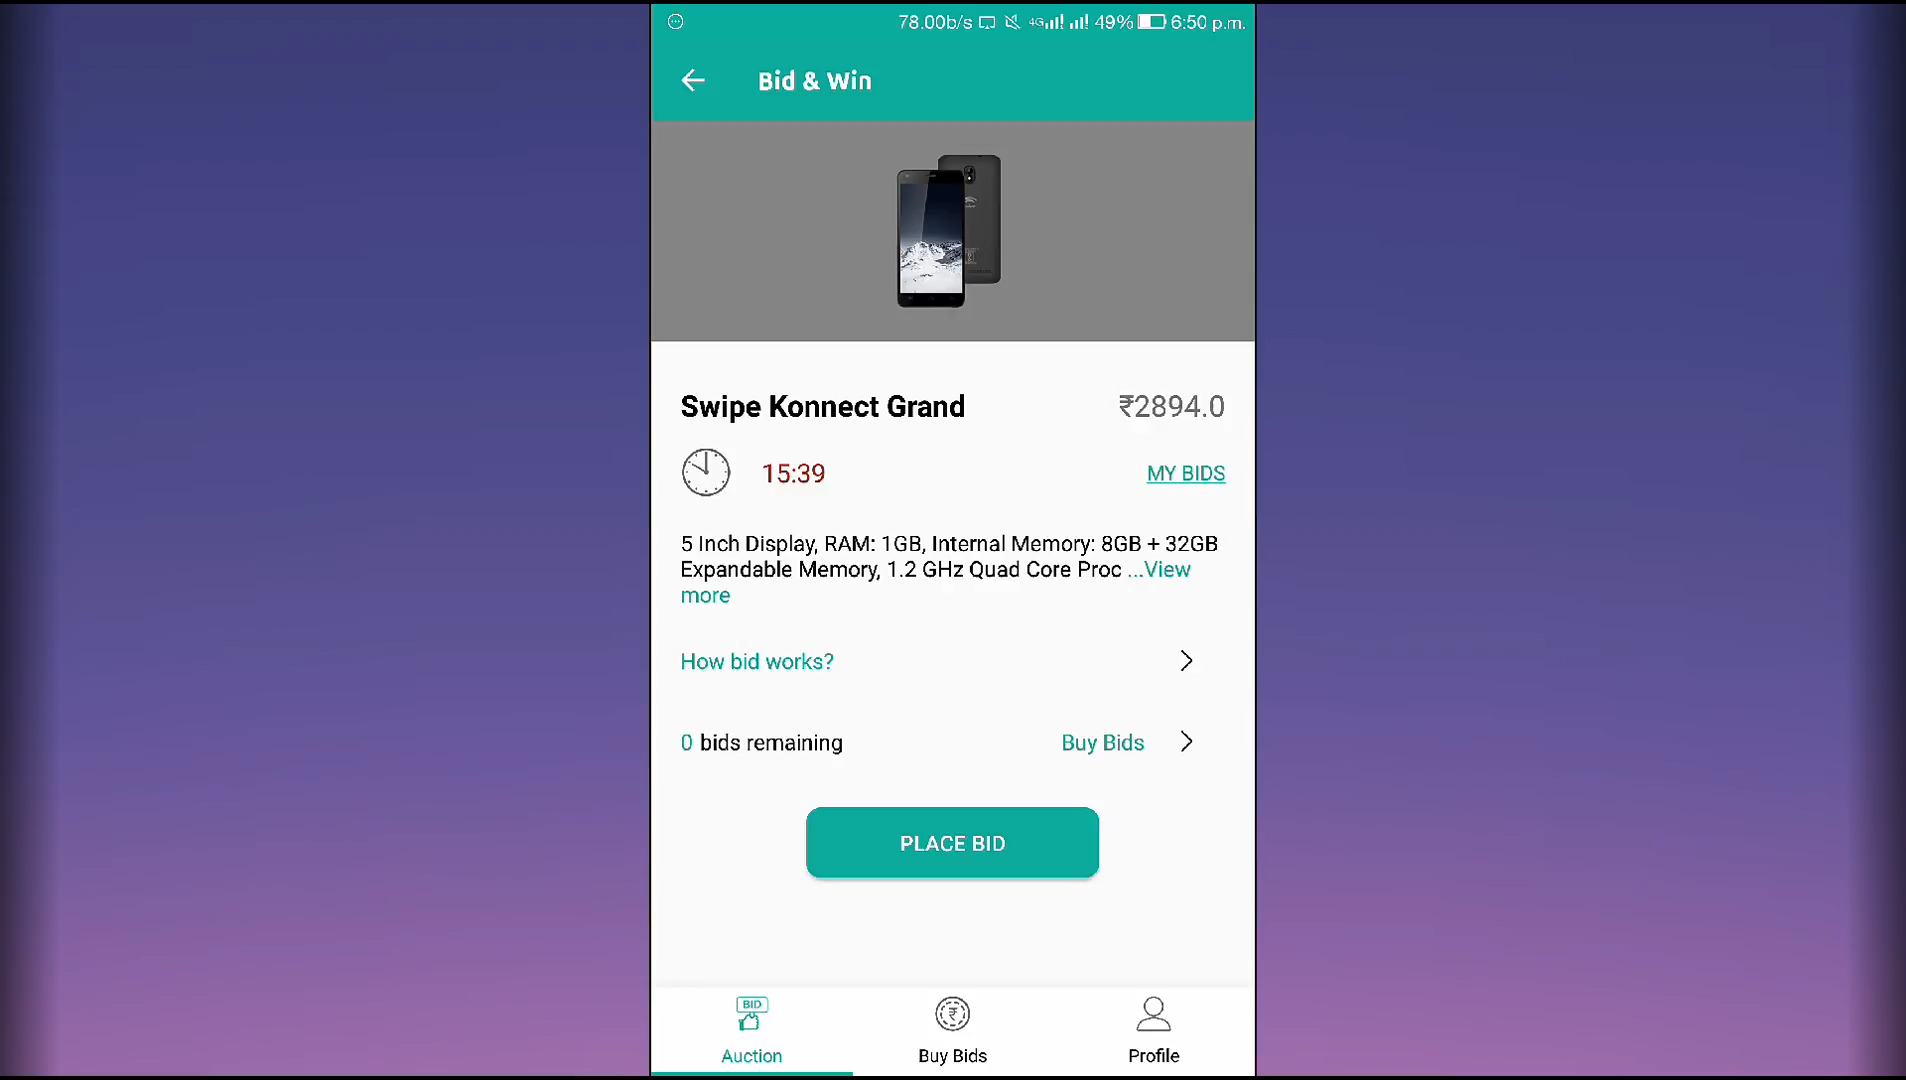 78.00b/s 4G 49% 6:50 p.m.
Bid & Win
Swipe Konnect Grand ₹2894.0
15:39 MY BIDS
5 Inch Display, RAM: 1GB, Internal Memory: 8GB + 32GB
Expandable Memory, 1.2 GHz Quad Core Proc ...View
more
How bid works?
0 bids remaining Buy Bids
PLACE BID
BID
Auction Buy Bids Profile